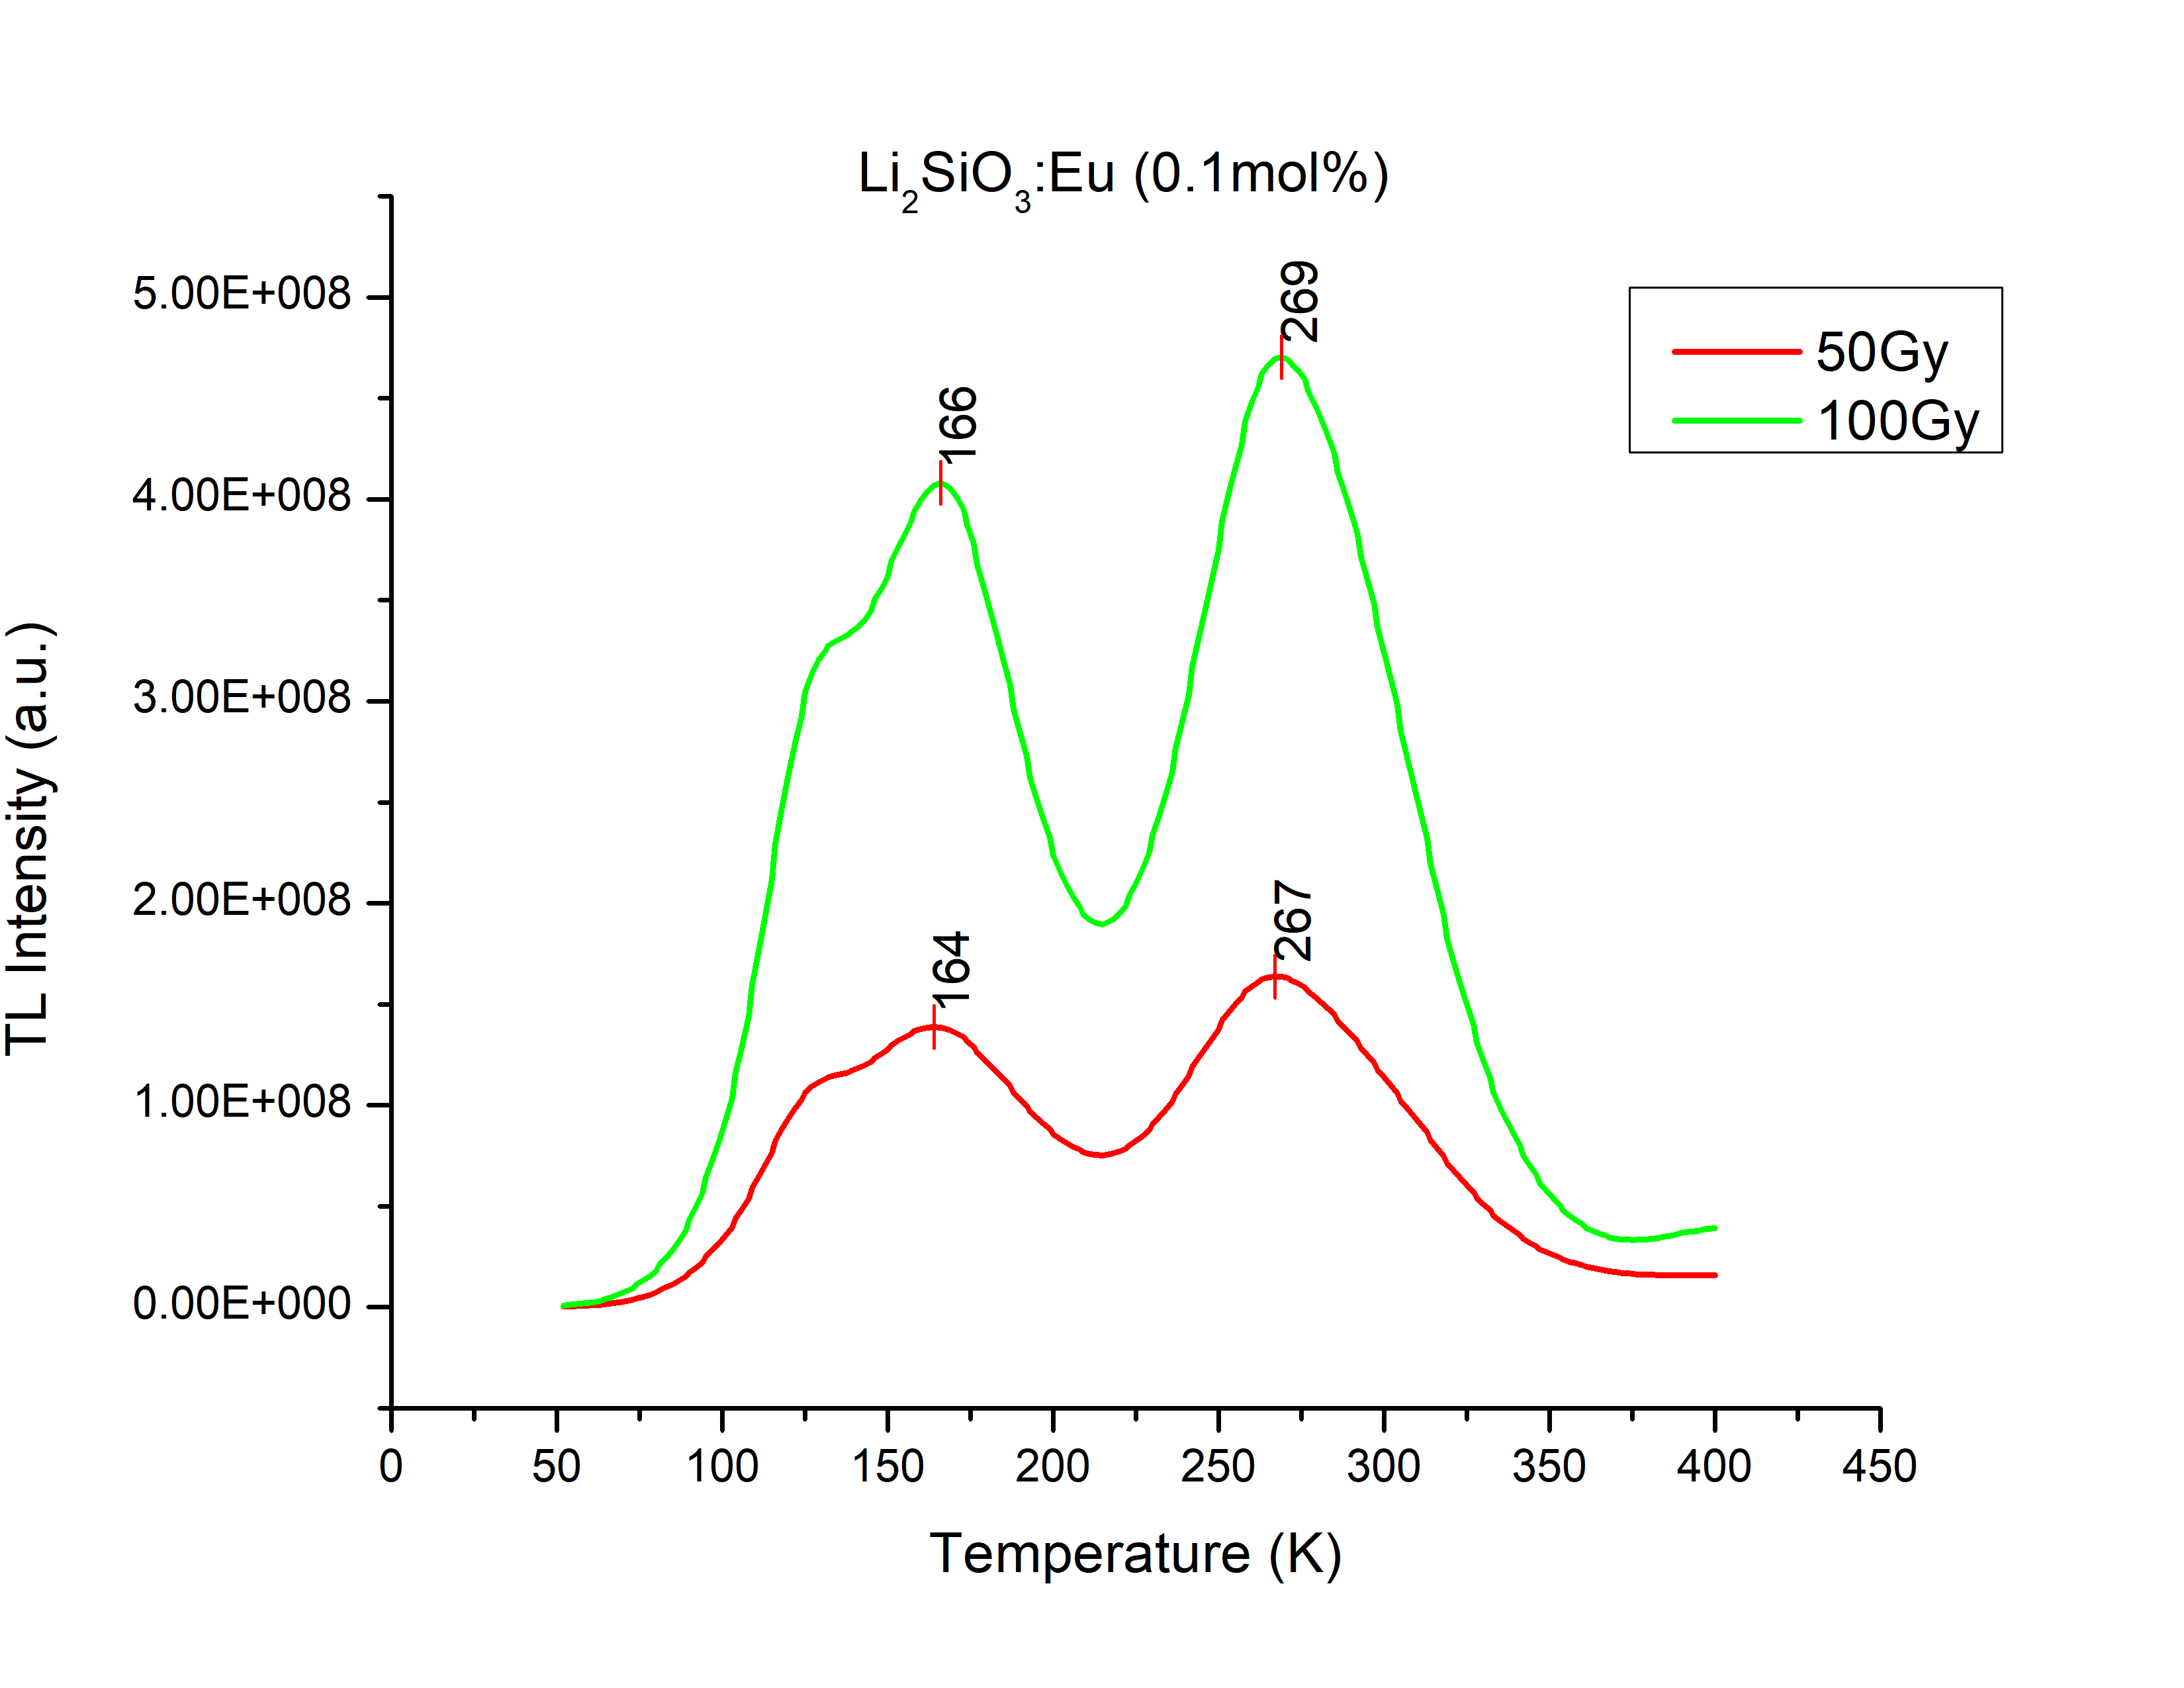 Li₂SiO₃:Eu (0.1mol%)
50Gy
100Gy
269
166
267
164
TL Intensity (a.u.)
5.00E+008
4.00E+008
3.00E+008
2.00E+008
1.00E+008
0.00E+000
0 50 100 150 200 250 300 350 400 450
Temperature (K)